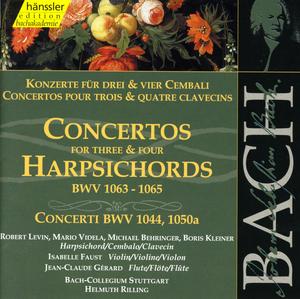 hänssler
edition
bachakademie
KONZERTE FÜR DREI & VIER CEMBALI
CONCERTOS POUR TROIS & QUATRE CLAVECINS
CONCERTOS
FOR THREE & FOUR
HARPSICHORDS
BWV 1063 - 1065
CONCERTI BWV 1044, 1050a
ROBERT LEVIN, MARIO VIDELA, MICHAEL BEHRINGER, BORIS KLEINER
Harpsichord/Cembalo/Clavecin
ISABELLE FAUST Violin/Violine/Violon
JEAN-CLAUDE GÉRARD Flute/Flöte/Flûte
BACH-COLLEGIUM STUTTGART
HELMUTH RILLING
BACH